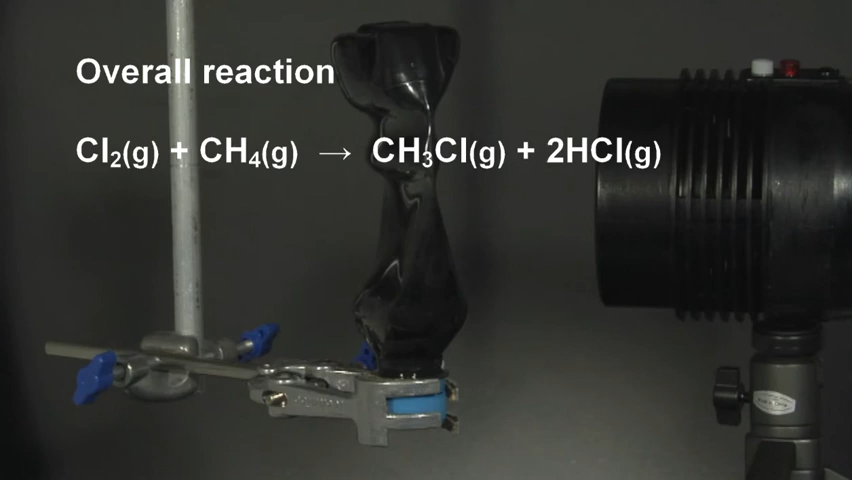 Overall reaction
Cl₂(g) + CH₄(g) → CH₃Cl(g) + 2HCl(g)